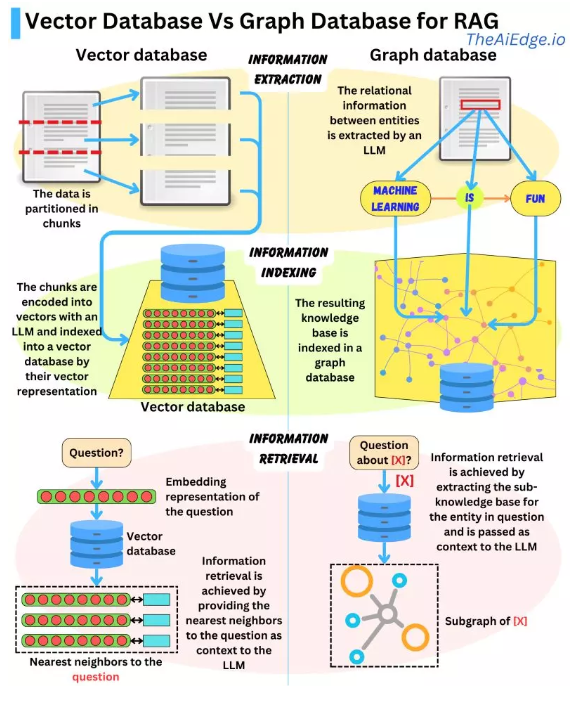 Vector Database Vs Graph Database for RAG
TheAiEdge.io
Vector database
INFORMATION
EXTRACTION
Graph database
The relational
information
between entities
is extracted by an
LLM
The data is
partitioned in
chunks
MACHINE
LEARNING
IS
FUN
INFORMATION
INDEXING
The chunks are
encoded into
vectors with an
LLM and indexed
into a vector
database by
their vector
representation
Vector database
The resulting
knowledge
base is
indexed in a
graph
database
INFORMATION
RETRIEVAL
Question?
Embedding
representation of
the question
Vector
database
Information
retrieval is
achieved by
providing the
nearest neighbors
to the question as
context to the
LLM
Nearest neighbors to the
question
Question
about [X]?
[X]
Information retrieval
is achieved by
extracting the sub-
knowledge base for
the entity in question
and is passed as
context to the LLM
Subgraph of [X]